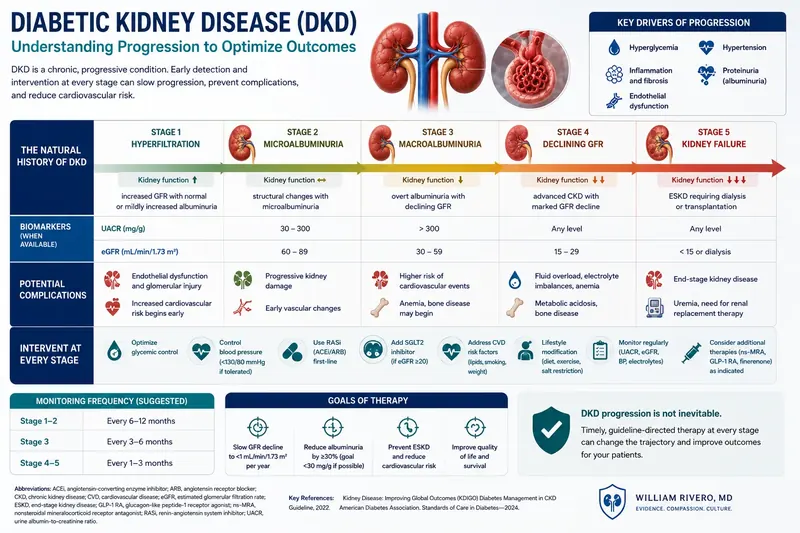 DIABETIC KIDNEY DISEASE (DKD)
Understanding Progression to Optimize Outcomes
DKD is a chronic, progressive condition. Early detection and
intervention at every stage can slow progression, prevent complications,
and reduce cardiovascular risk.
KEY DRIVERS OF PROGRESSION
Hyperglycemia
Hypertension
Inflammation
and fibrosis
Proteinuria
(albuminuria)
Endothelial
dysfunction
THE NATURAL
HISTORY OF DKD
STAGE 1
HYPERFILTRATION
Kidney function ↑
increased GFR with normal
or mildly increased albuminuria
STAGE 2
MICROALBUMINURIA
Kidney function ↔
structural changes with
microalbuminuria
STAGE 3
MACROALBUMINURIA
Kidney function ↓
overt albuminuria with
declining GFR
STAGE 4
DECLINING GFR
Kidney function ↓↓
advanced CKD with
marked GFR decline
STAGE 5
KIDNEY FAILURE
Kidney function ↓↓↓
ESKD requiring dialysis
or transplantation
BIOMARKERS
(WHEN
AVAILABLE)
UACR (mg/g)
30 – 300
> 300
Any level
Any level
eGFR (mL/min/1.73 m²)
60 – 89
30 – 59
15 – 29
< 15 or dialysis
POTENTIAL
COMPLICATIONS
Endothelial dysfunction
and glomerular injury
Increased cardiovascular
risk begins early
Progressive kidney
damage
Early vascular changes
Higher risk of
cardiovascular events
Anemia, bone disease
may begin
Fluid overload, electrolyte
imbalances, anemia
Metabolic acidosis,
bone disease
End-stage kidney disease
Uremia, need for renal
replacement therapy
INTERVENT AT
EVERY STAGE
Optimize
glycemic control
Control
blood pressure
(<130/80 mmHg
if tolerated)
Use RASi
(ACEi/ARB)
first-line
Add SGLT2
inhibitor
(if eGFR ≥20)
Address CVD
risk factors
(lipids, smoking,
weight)
Lifestyle
modification
(diet, exercise,
salt restriction)
Monitor regularly
(UACR, eGFR,
BP, electrolytes)
Consider additional
therapies (ns-MRA,
GLP-1 RA, finerenone)
as indicated
MONITORING FREQUENCY (SUGGESTED)
Stage 1–2 Every 6–12 months
Stage 3 Every 3–6 months
Stage 4–5 Every 1–3 months
GOALS OF THERAPY
Slow GFR decline
to <1 mL/min/1.73 m²
per year
Reduce albuminuria
by ≥30% (goal
<30 mg/g if possible)
Prevent ESKD and
reduce
cardiovascular risk
Improve quality
of life and
survival
DKD progression is not inevitable.
Timely, guideline-directed therapy at every stage
can change the trajectory and improve outcomes
for your patients.
Abbreviations: ACEi, angiotensin-converting enzyme inhibitor; ARB, angiotensin receptor blocker;
CKD, chronic kidney disease; CVD, cardiovascular disease; eGFR, estimated glomerular filtration rate;
ESKD, end-stage kidney disease; GLP-1 RA, glucagon-like peptide-1 receptor agonist; ns-MRA,
nonsteroidal mineralocorticoid receptor antagonist; RASi, renin-angiotensin system inhibitor; UACR,
urine albumin-to-creatinine ratio.
Key References: Kidney Disease: Improving Global Outcomes (KDIGO) Diabetes Management in CKD
Guideline, 2022. American Diabetes Association, Standards of Care in Diabetes—2024.
WILLIAM RIVERO, MD
EVIDENCE. COMPASSION. CULTURE.